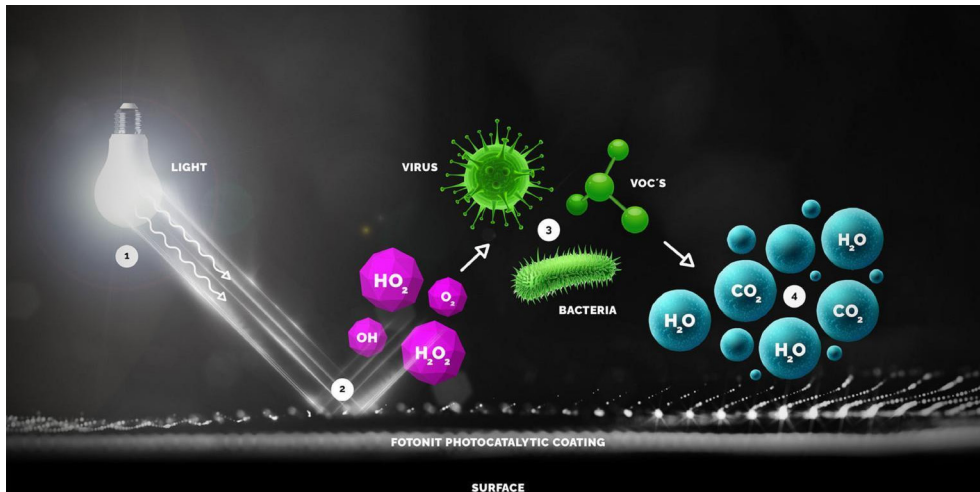 LIGHT
1
2
HO₂
O₂
OH
H₂O₂
VIRUS
VOC´S
3
BACTERIA
H₂O
CO₂
4
CO₂
H₂O
H₂O
FOTONIT PHOTOCATALYTIC COATING
SURFACE